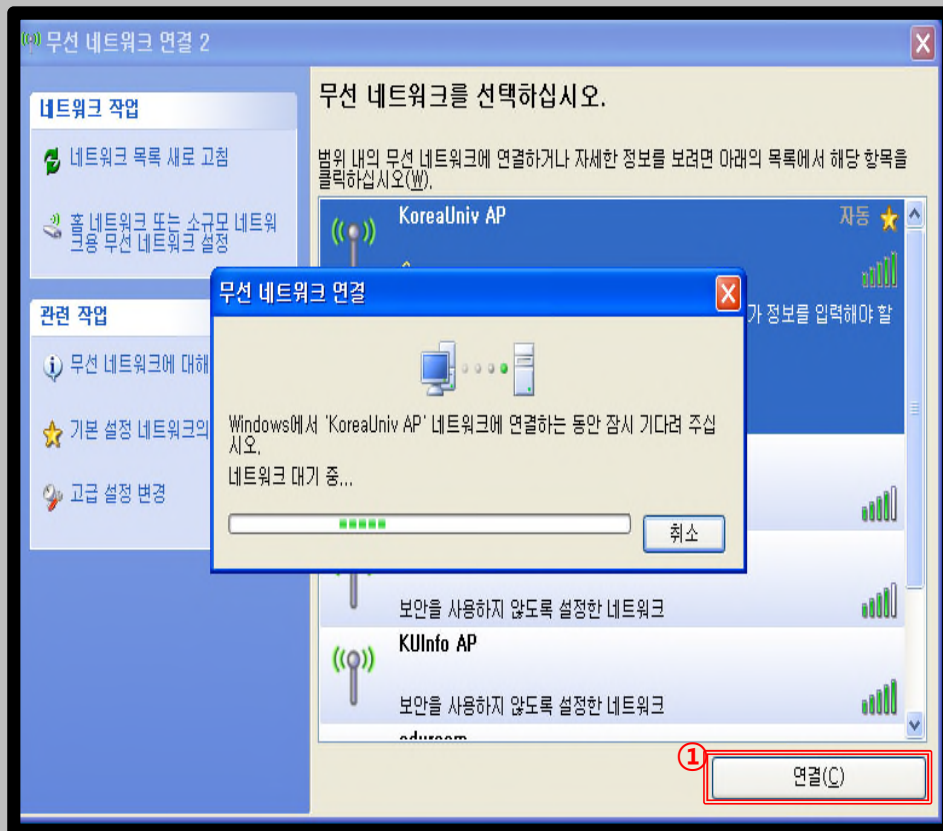 무선 네트워크 연결 2
네트워크 작업
네트워크 목록 새로 고침
홈 네트워크 또는 소규모 네트워
크용 무선 네트워크 설정
관련 작업
무선 네트워크에 대해
기본 설정 네트워크의
고급 설정 변경
무선 네트워크를 선택하십시오.
범위 내의 무선 네트워크에 연결하거나 자세한 정보를 보려면 아래의 목록에서 해당 항목을
클릭하십시오(W).
KoreaUniv AP
자동
가 정보를 입력해야 할
무선 네트워크 연결
Windows에서 'KoreaUniv AP' 네트워크에 연결하는 동안 잠시 기다려 주십
시오.
네트워크 대기 중...
취소
보안을 사용하지 않도록 설정한 네트워크
KUInfo AP
보안을 사용하지 않도록 설정한 네트워크
eduroam
①
연결(C)